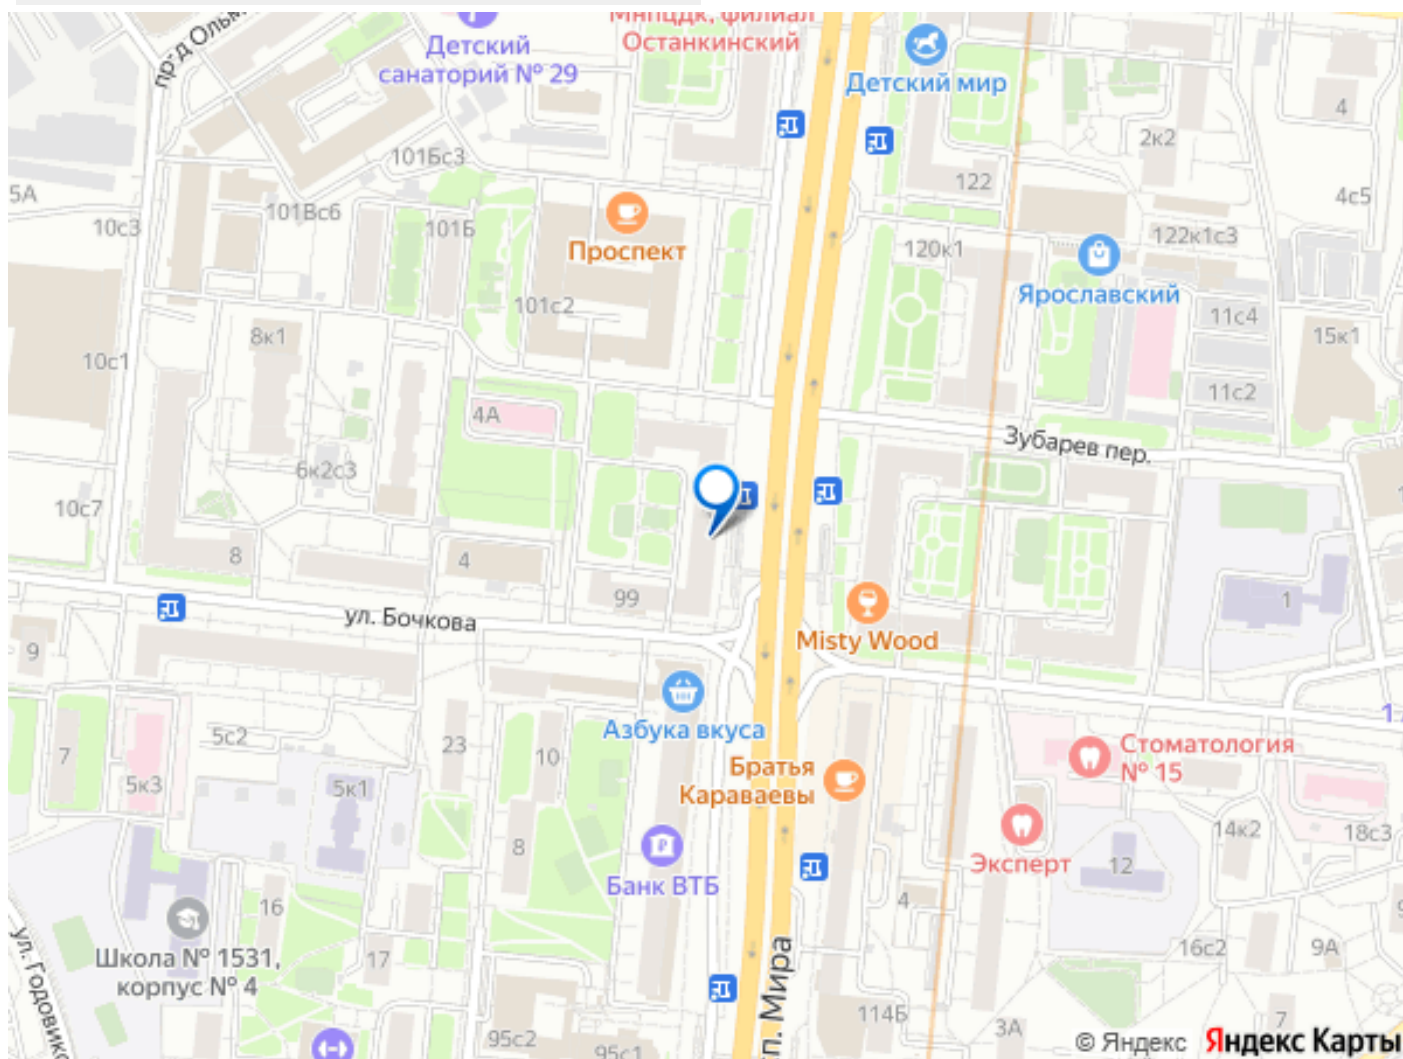 пр-д Ольм
Детский
санаторий № 29
Мнпцдк, филиал
Останкинский
Детский мир
4
2к2
101Бс3
122
4с5
5А
10с3
101Вс6
101Б
Проспект
120к1
122к1с3
Ярославский
101с2
11с4
8к1
15к1
10с1
11с2
4А
Зубарев пер.
6к2с3
10с7
8
4
99
1
ул. Бочкова
Misty Wood
9
Азбука вкуса
5с2
23
10
7
5к3
5к1
Братья
Караваевы
Стоматология
№ 15
14к2
18с3
8
Эксперт
12
Банк ВТБ
4
16
Школа № 1531,
корпус № 4
17
16с2
9А
ул. Годовико
пр. Мира
114Б
3А
7
95с2
95с1
© Яндекс
Яндекс Карты